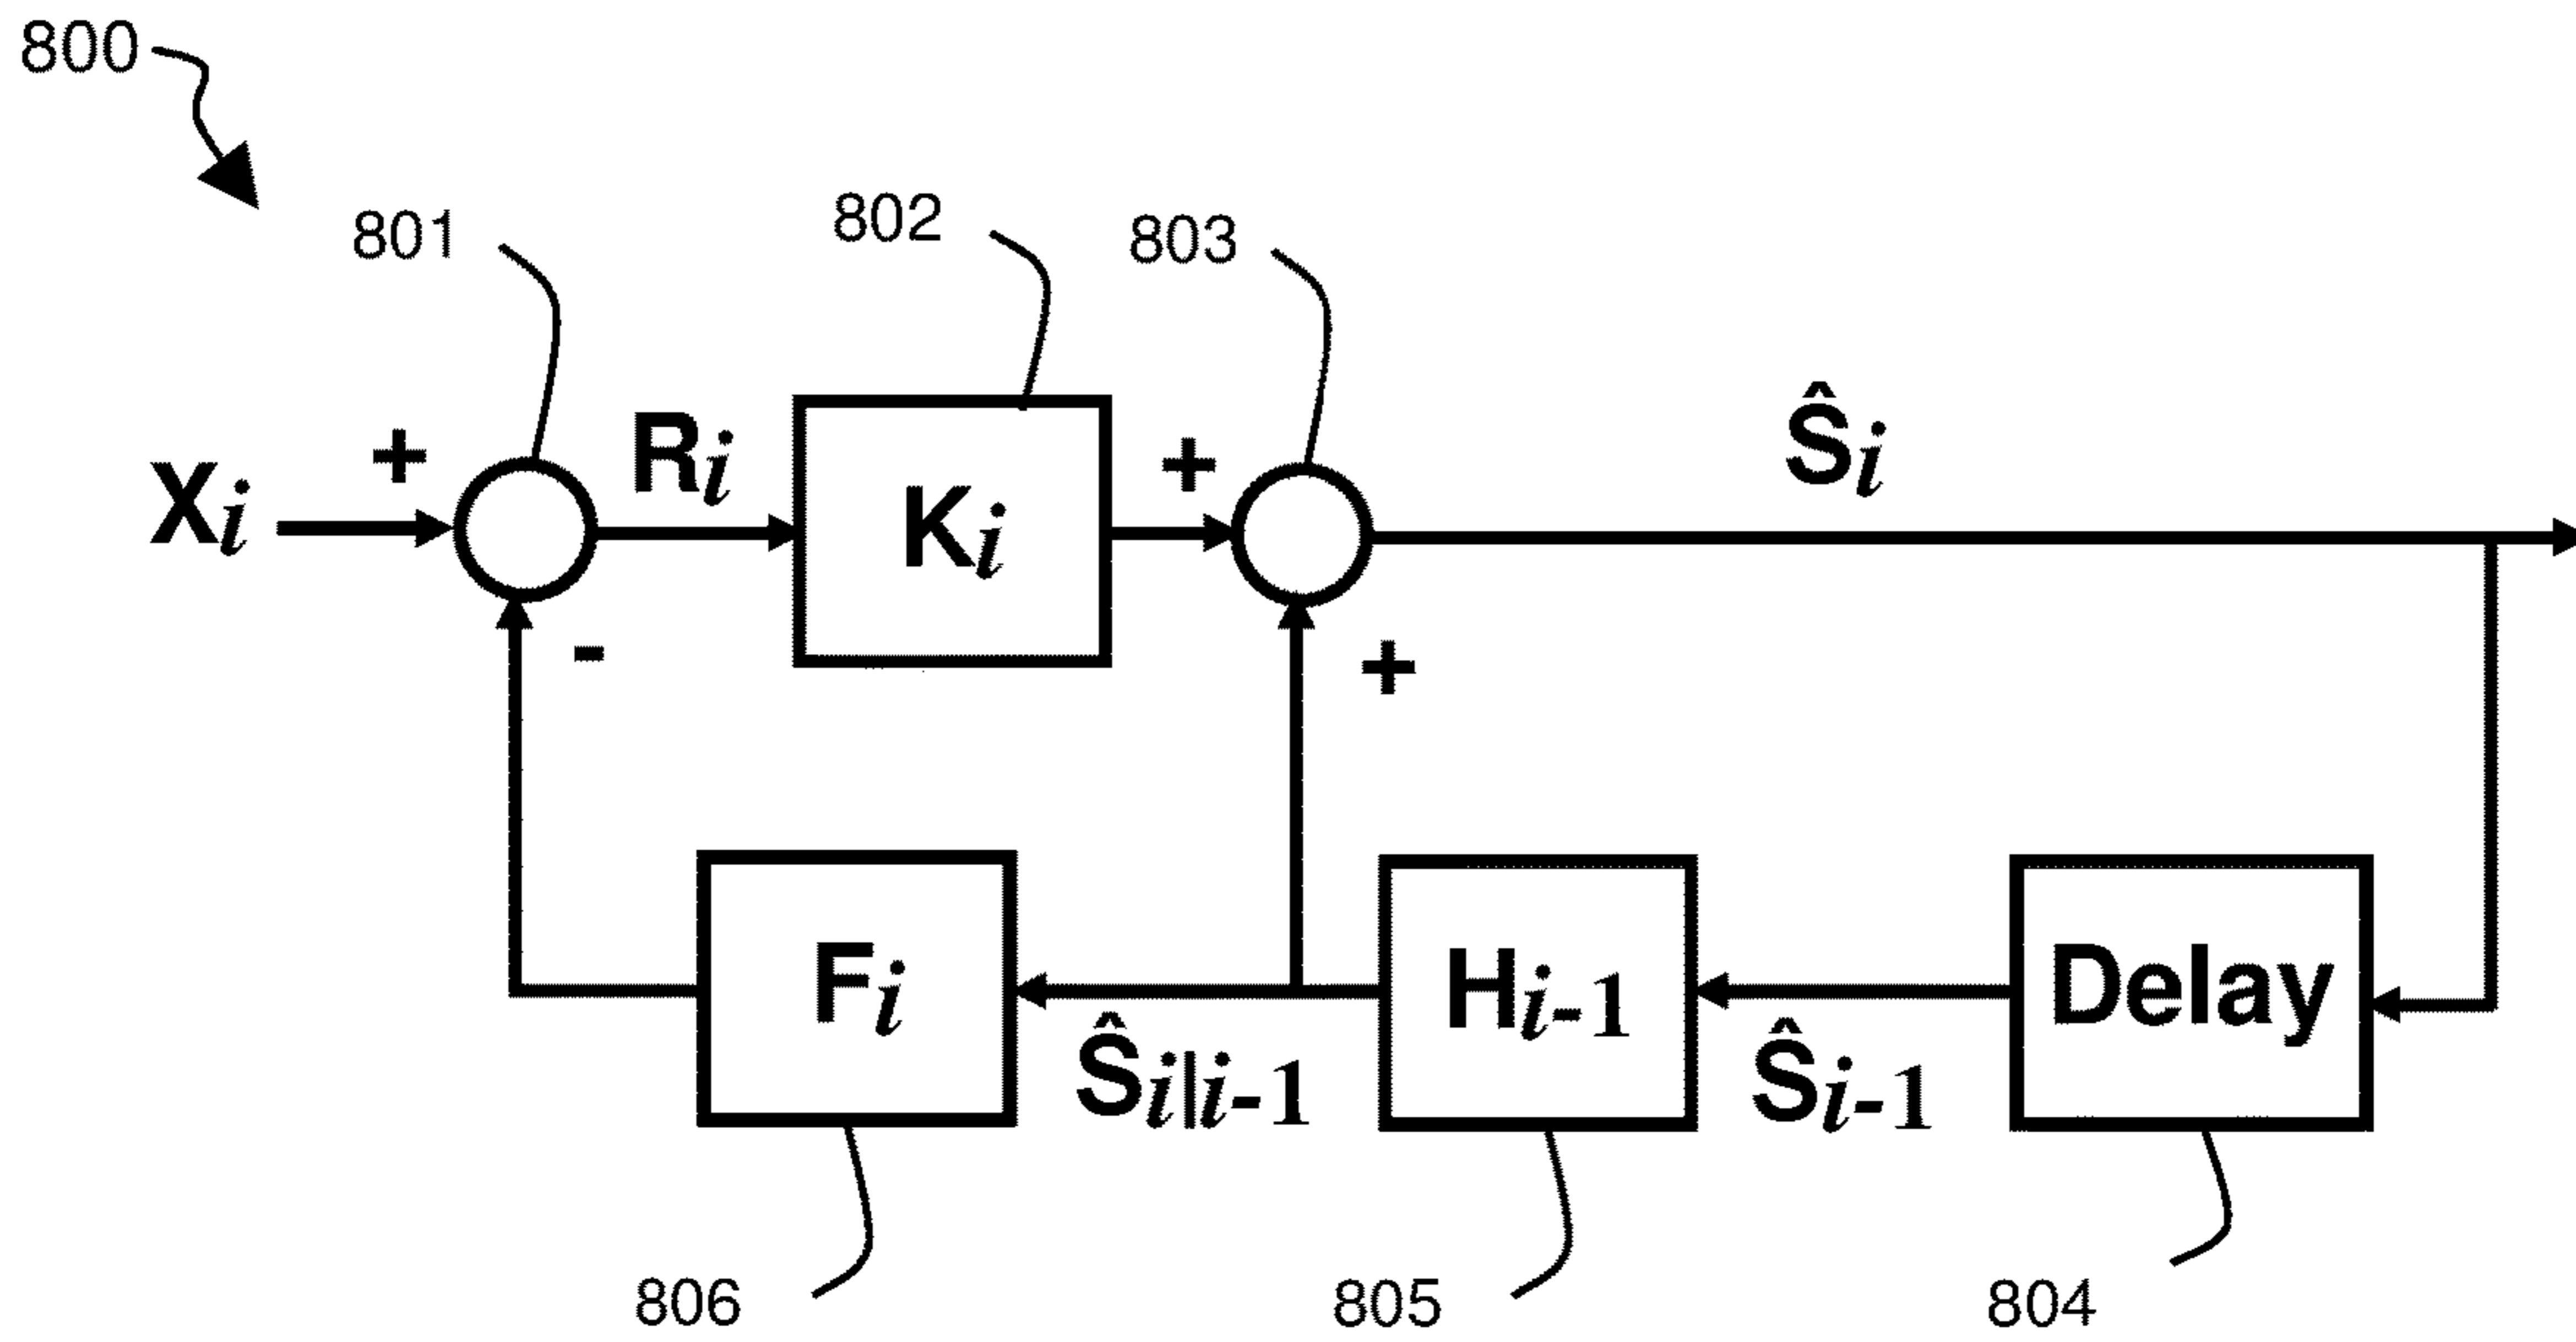 800
801
802
803
X𝑖
+
R𝑖
K𝑖
+
Ŝ𝑖
-
+
F𝑖
Ŝ𝑖|𝑖-1
H𝑖-1
Ŝ𝑖-1
Delay
806
805
804